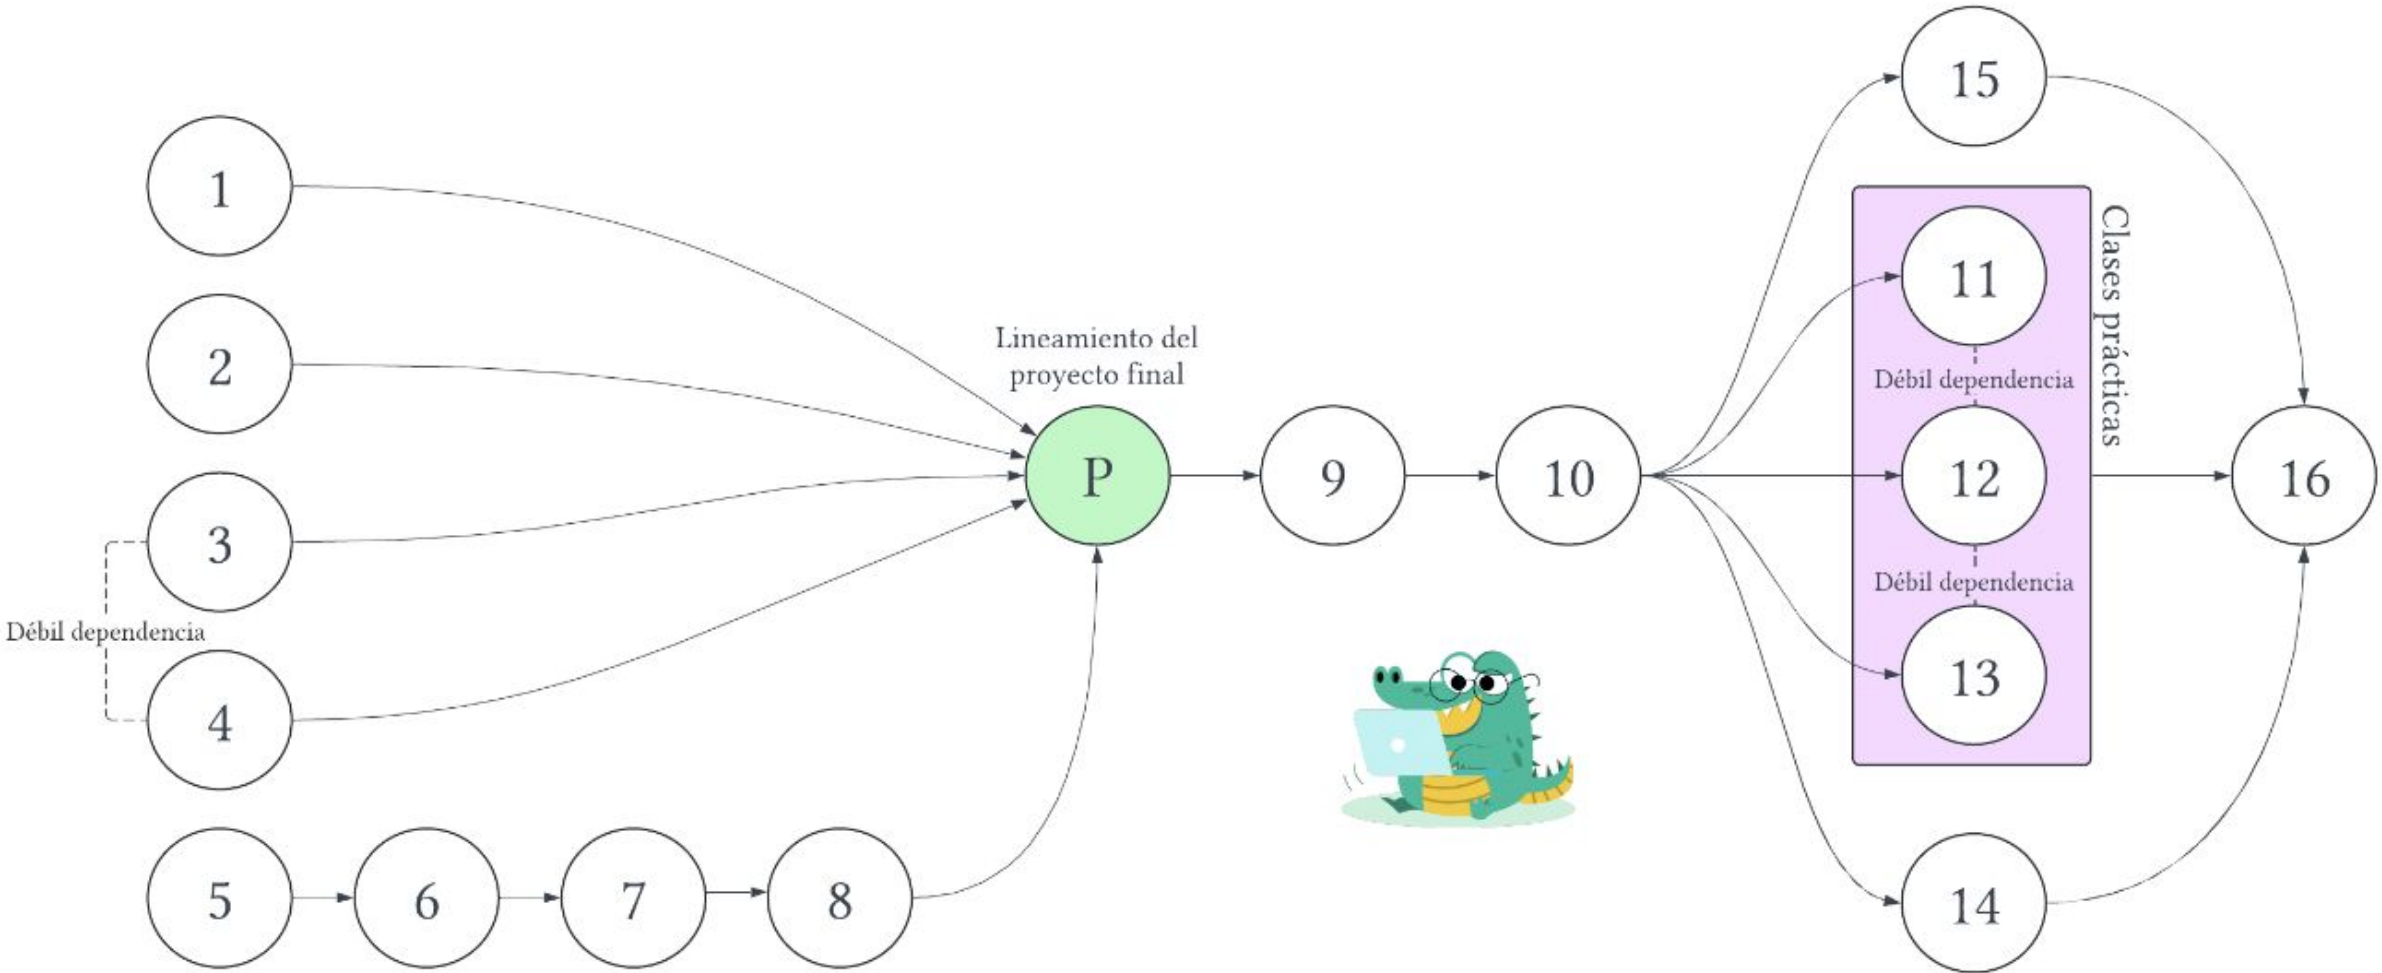 1
2
3
4
Débil dependencia
5
6
7
8
Lineamiento del
proyecto final
P
9
10
15
11
Débil dependencia
12
Débil dependencia
13
Clases prácticas
14
16